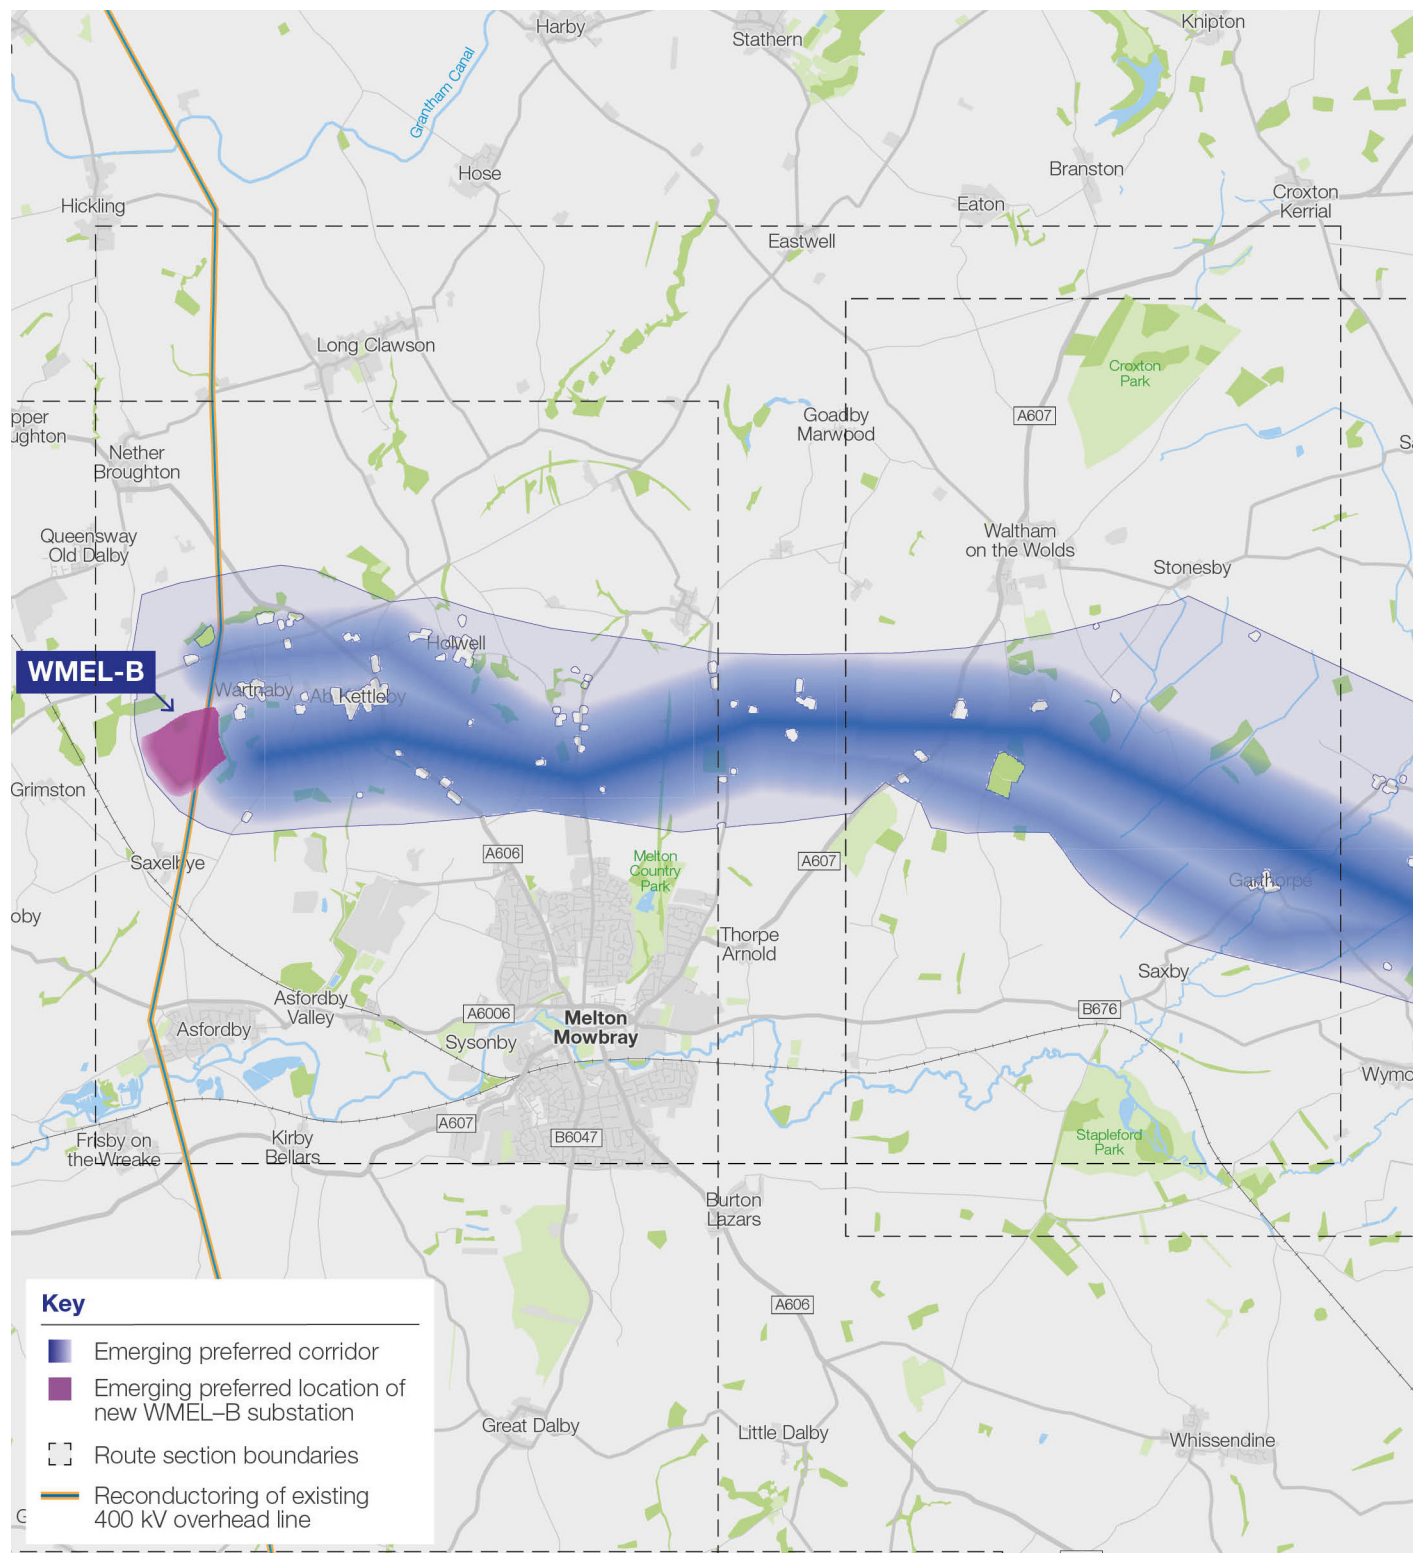 Harby
Stathern
Knipton
Grantham Canal
Hose
Branston
Hickling
Eaton
Croxton
Kerrial
Eastwell
Long Clawson
Croxton
Park
pper
ughton
Goadby
Marwood
A607
Nether
Broughton
Queensway
Old Dalby
Waltham
on the Wolds
Stonesby
Holwell
WMEL-B
Wartnaby
Ab Kettleby
Grimston
Saxelbye
A606
Melton
Country
Park
A607
Garthorpe
oby
Thorpe
Arnold
Saxby
Asfordby
Valley
A6006
Melton
Mowbray
B676
Asfordby
Sysonby
Wymo
A607
B6047
Frisby on
the Wreake
Kirby
Bellars
Stapleford
Park
Burton
Lazars
A606
Key
Emerging preferred corridor
Emerging preferred location of
new WMEL–B substation
Route section boundaries
Reconductoring of existing
400 kV overhead line
Great Dalby
Little Dalby
Whissendine